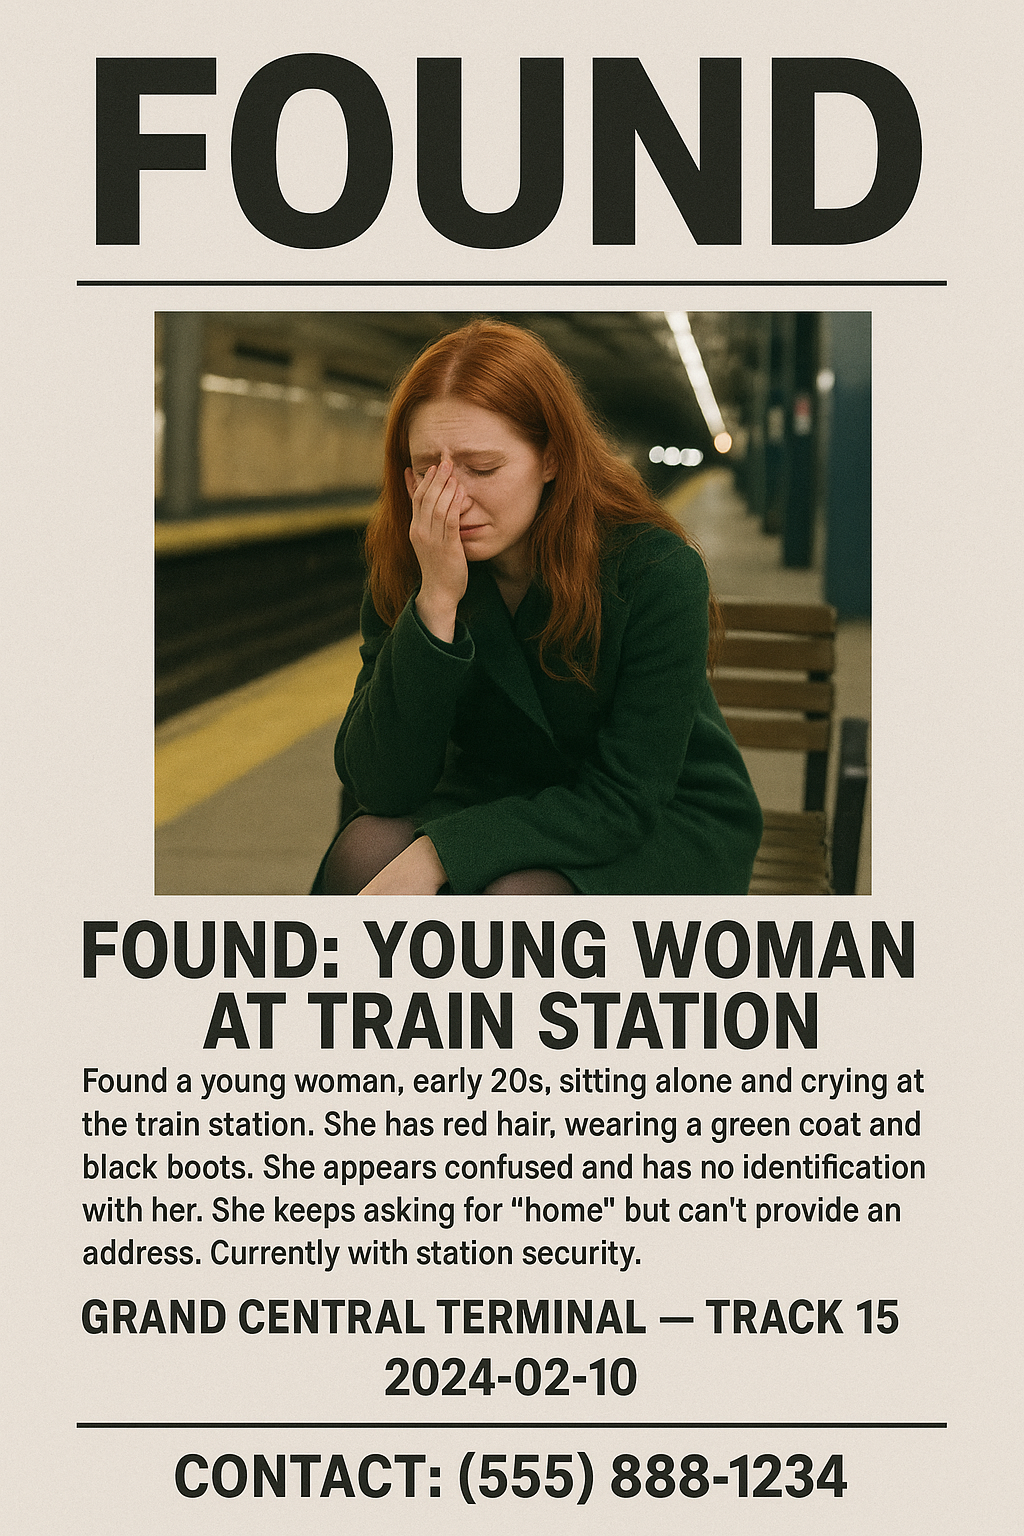 FOUND
FOUND: YOUNG WOMAN
AT TRAIN STATION
Found a young woman, early 20s, sitting alone and crying at
the train station. She has red hair, wearing a green coat and
black boots. She appears confused and has no identification
with her. She keeps asking for “home" but can't provide an
address. Currently with station security.
GRAND CENTRAL TERMINAL — TRACK 15
2024-02-10
CONTACT: (555) 888-1234